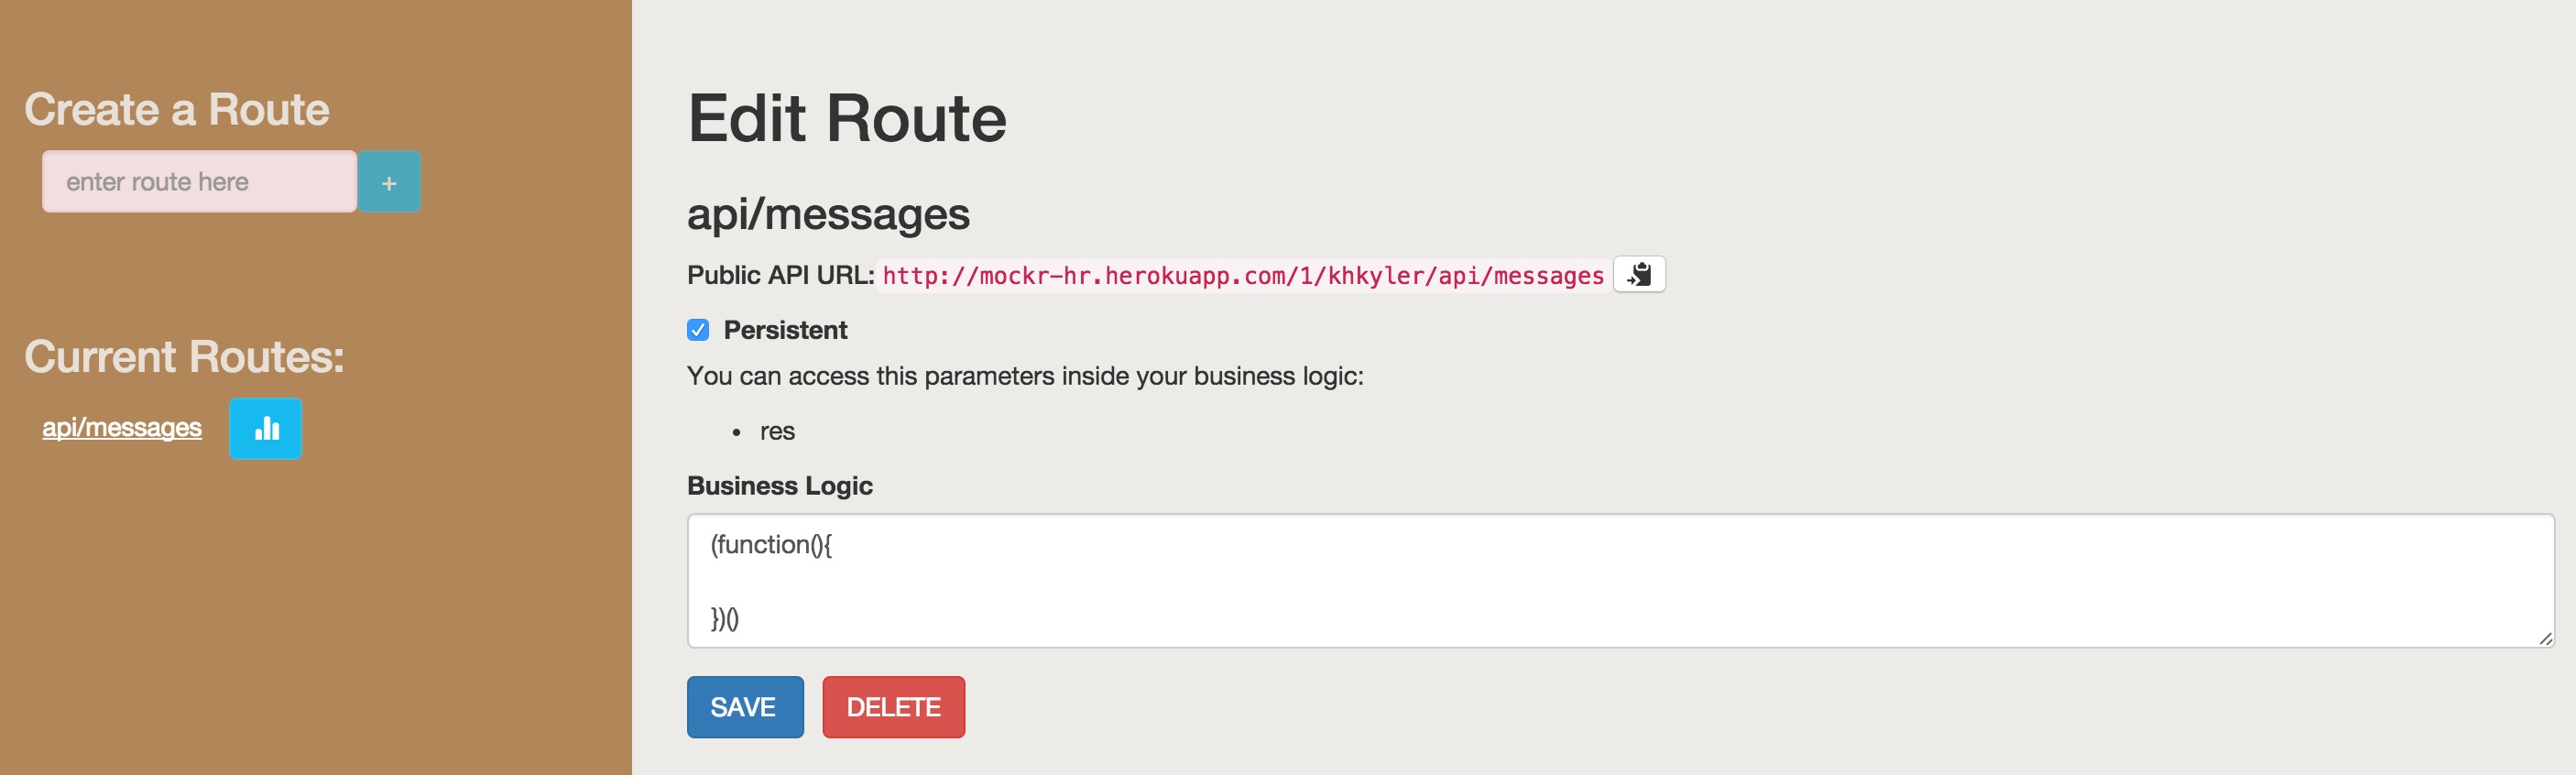 Create a Route
enter route here
+
Current Routes:
api/messages
Edit Route
api/messages
Public API URL: http://mockr-hr.herokuapp.com/1/khkyler/api/messages
Persistent
You can access this parameters inside your business logic:
• res
Business Logic
(function(){
})()
SAVE DELETE